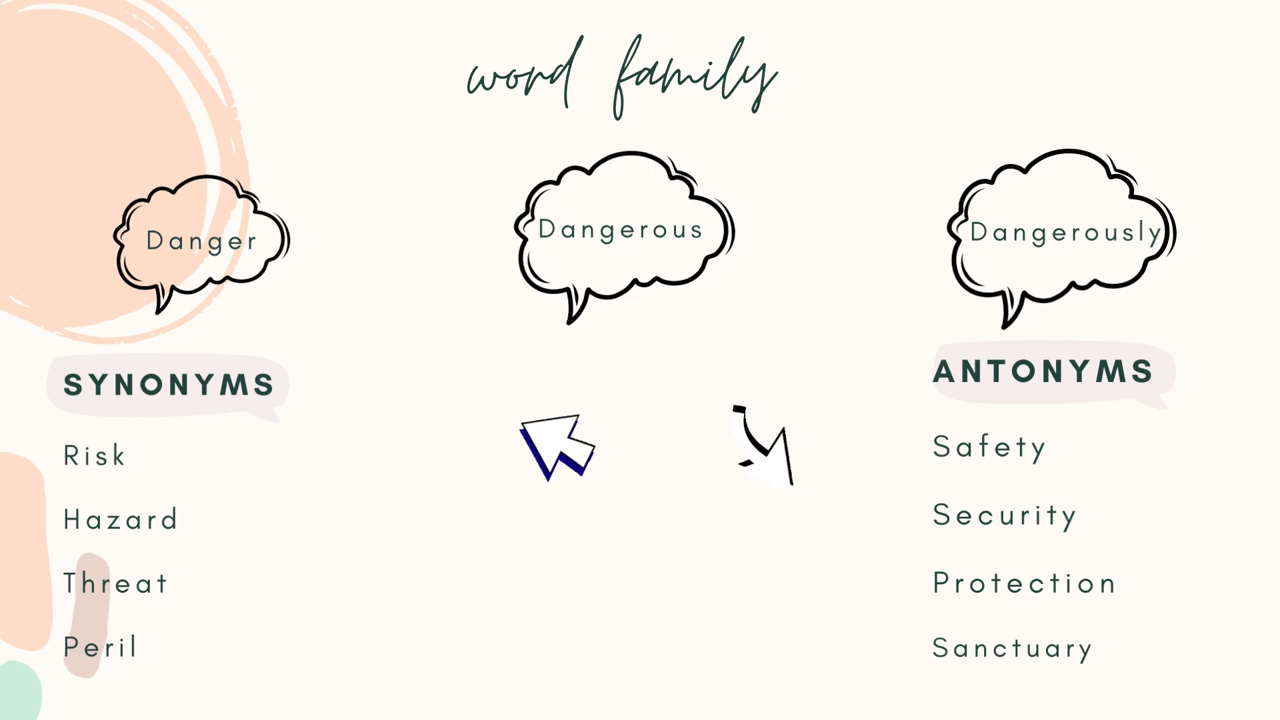 word family
Danger
Dangerous
Dangerously
SYNONYMS
Risk
Hazard
Threat
Peril
ANTONYMS
Safety
Security
Protection
Sanctuary